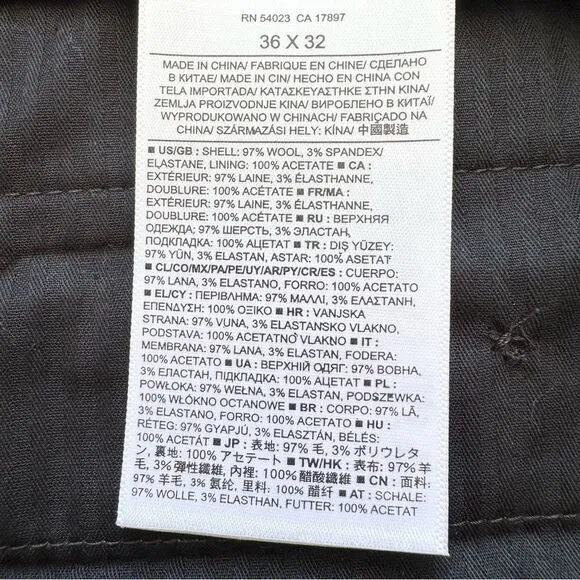 RN 54023 CA 17897
36 X 32
MADE IN CHINA/ FABRIQUE EN CHINE/ СДЕЛАНО
В КИТАЕ/ MADE IN CIN/ HECHO EN CHINA CON
TELA IMPORTADA/ ΚΑΤΑΣΚΕΥΑΣΤΗΚΕ ΣΤΗΝ ΚΙΝΑ/
ZEMLJA PROIZVODNJE KINA/ ВИРОБЛЕНО В КИТАЇ/
WYPRODUKOWANO W CHINACH/ FABRICADO NA
CHINA/ SZÁRMAZÁSI HELY: KÍNA/ 中國製造
■ US/GB : SHELL: 97% WOOL, 3% SPANDEX/
ELASTANE, LINING: 100% ACETATE ■ CA :
EXTÉRIEUR: 97% LAINE, 3% ÉLASTHANNE,
DOUBLURE: 100% ACÉTATE ■ FR/MA :
EXTÉRIEUR: 97% LAINE, 3% ÉLASTHANNE,
DOUBLURE: 100% ACÉTATE ■ RU : ВЕРХНЯЯ
ОДЕЖДА: 97% ШЕРСТЬ, 3% ЭЛАСТАН,
ПОДКЛАДКА: 100% АЦЕТАТ ■ TR : DIŞ YÜZEY:
97% YÜN, 3% ELASTAN, ASTAR: 100% ASETAT
■ CL/CO/MX/PA/PE/UY/AR/PY/CR/ES : CUERPO:
97% LANA, 3% ELASTANO, FORRO: 100% ACETATO
■ EL/CY : ΠΕΡΙΒΛΗΜΑ: 97% ΜΑΛΛΙ, 3% ΕΛΑΣΤΑΝΗ,
ΕΠΕΝΔΥΣΗ: 100% ΟΞΙΚΟ ■ HR : VANJSKA
STRANA: 97% VUNA, 3% ELASTANSKO VLAKNO,
PODSTAVA: 100% ACETATNO VLAKNO ■ IT :
MEMBRANA: 97% LANA, 3% ELASTAN, FODERA:
100% ACETATO ■ UA : ВЕРХНІЙ ОДЯГ: 97% ВОВНА,
3% ЕЛАСТАН, ПІДКЛАДКА: 100% АЦЕТАТ ■ PL :
POWŁOKA: 97% WEŁNA, 3% ELASTAN, PODSZEWKA:
100% WŁÓKNO OCTANOWE ■ BR : CORPO: 97% LÃ,
3% ELASTANO, FORRO: 100% ACETATO ■ HU :
RÉTEG: 97% GYAPJÚ, 3% ELASZTÁN, BÉLÉS:
100% ACETÁT ■ JP : 表地: 97% 毛, 3% ポリウレタ
ン, 裏地: 100% アセテート ■ TW/HK : 表布: 97% 羊
毛, 3% 彈性纖維, 內裡: 100% 醋酸纖維 ■ CN : 面料:
97% 羊毛, 3% 氨纶, 里料: 100% 醋纤 ■ AT : SCHALE:
97% WOLLE, 3% ELASTHAN, FUTTER: 100% ACETAT